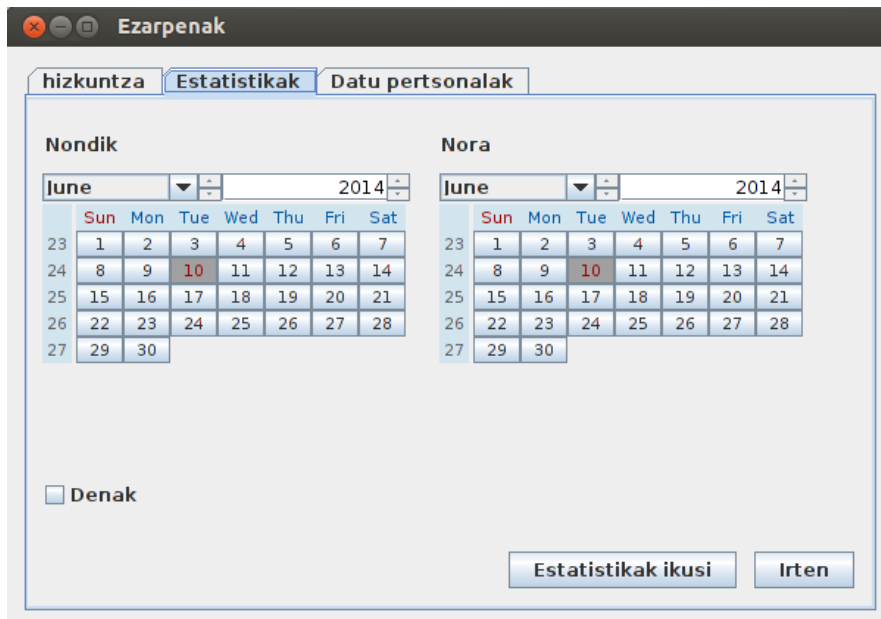 Ezarpenak
hizkuntza Estatistikak Datu pertsonalak
Nondik Nora
June 2014 June 2014
Sun Mon Tue Wed Thu Fri Sat Sun Mon Tue Wed Thu Fri Sat
23 1 2 3 4 5 6 7 23 1 2 3 4 5 6 7
24 8 9 10 11 12 13 14 24 8 9 10 11 12 13 14
25 15 16 17 18 19 20 21 25 15 16 17 18 19 20 21
26 22 23 24 25 26 27 28 26 22 23 24 25 26 27 28
27 29 30 27 29 30
Denak
Estatistikak ikusi Irten